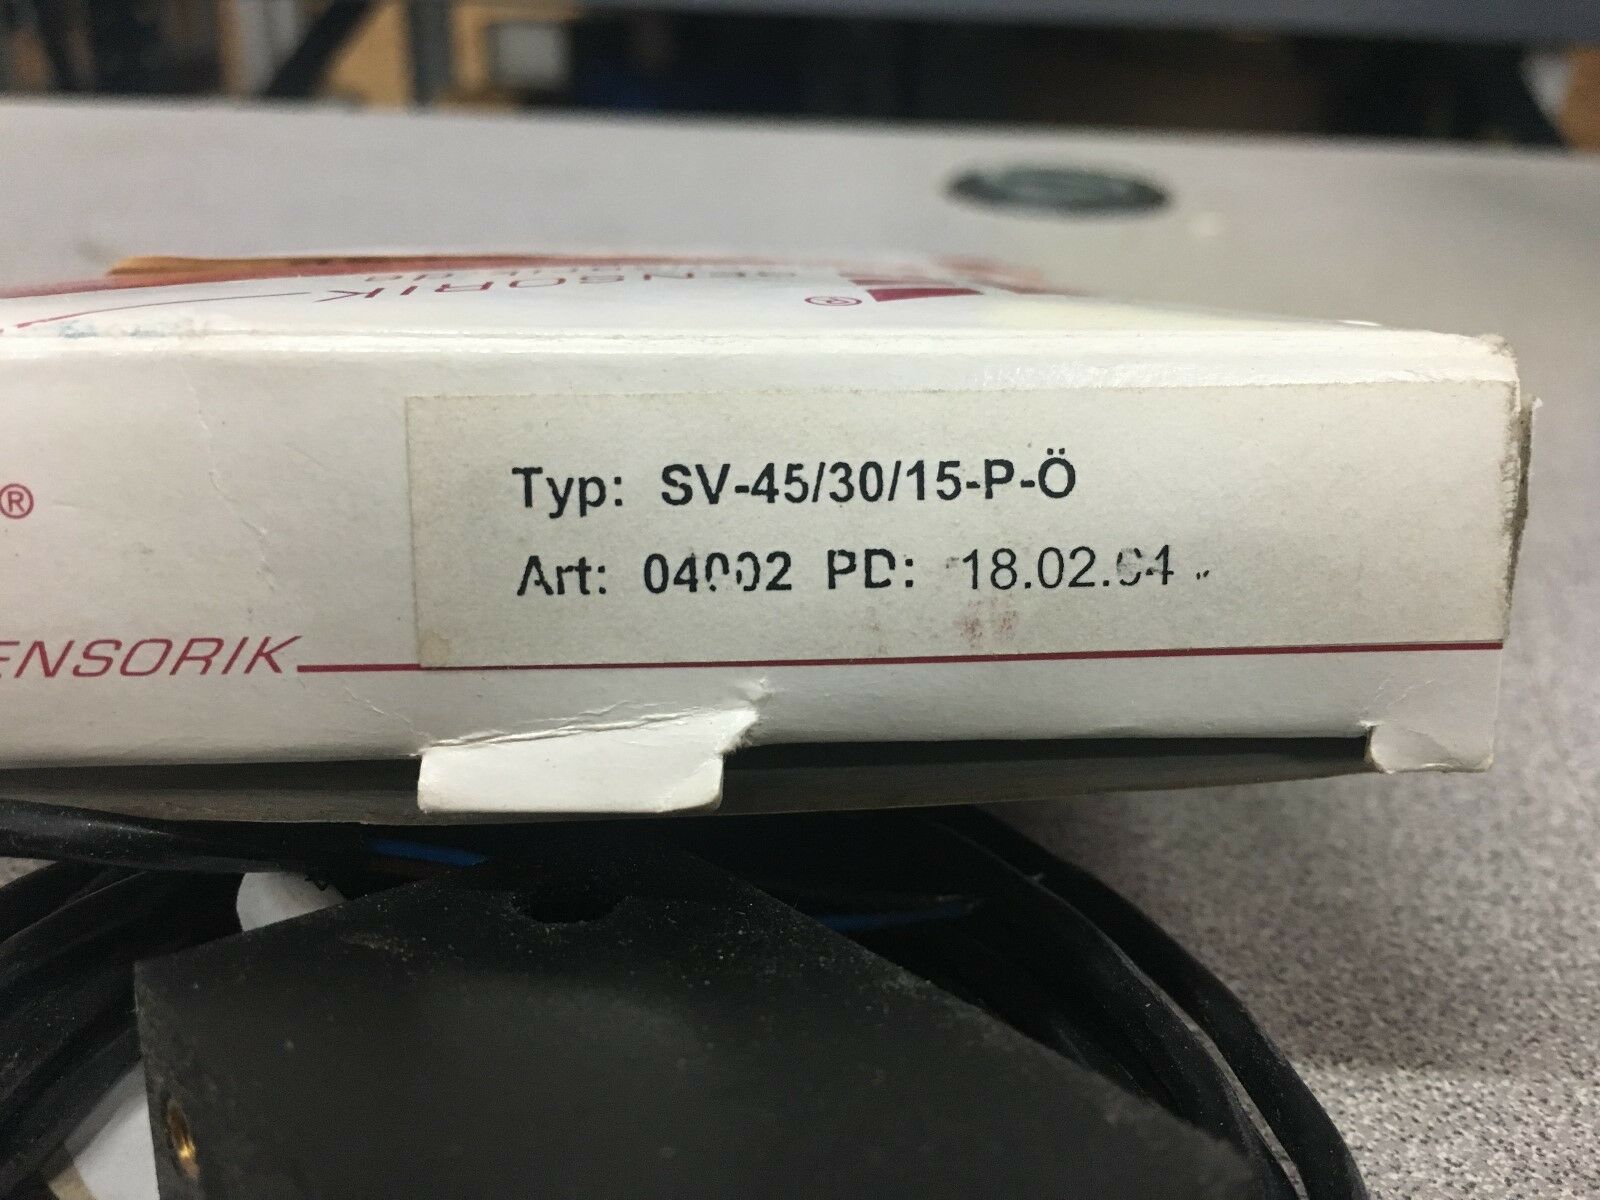 SENSORIK
®
®
Typ: SV-45/30/15-P-Ö
Art: 04002 PD: 18.02.04
ENSORIK